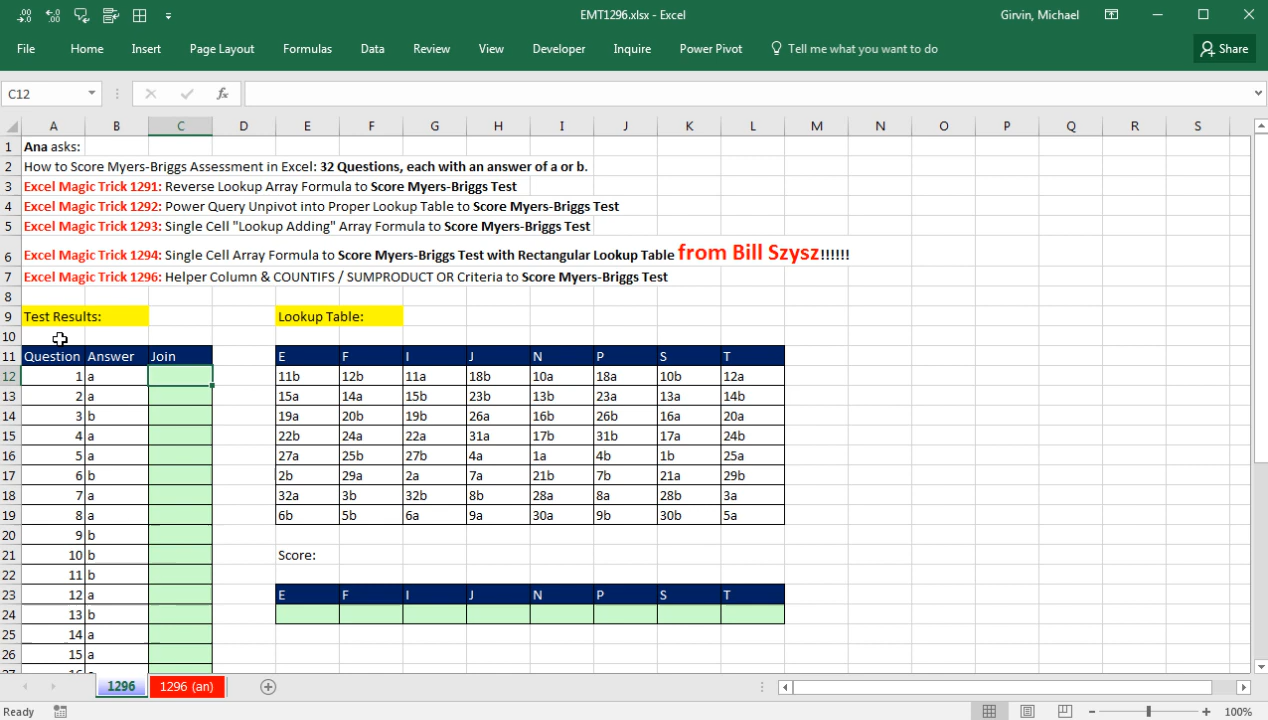 EMT1296.xlsx - Excel
Girvin, Michael
File Home Insert Page Layout Formulas Data Review View Developer Inquire Power Pivot Tell me what you want to do Share
C12 fx
A B C D E F G H I J K L M N O P Q R S
1 Ana asks:
2 How to Score Myers-Briggs Assessment in Excel: 32 Questions, each with an answer of a or b.
3 Excel Magic Trick 1291: Reverse Lookup Array Formula to Score Myers-Briggs Test
4 Excel Magic Trick 1292: Power Query Unpivot into Proper Lookup Table to Score Myers-Briggs Test
5 Excel Magic Trick 1293: Single Cell "Lookup Adding" Array Formula to Score Myers-Briggs Test
6 Excel Magic Trick 1294: Single Cell Array Formula to Score Myers-Briggs Test with Rectangular Lookup Table from Bill Szysz!!!!!!
7 Excel Magic Trick 1296: Helper Column & COUNTIFS / SUMPRODUCT OR Criteria to Score Myers-Briggs Test
8
9 Test Results: Lookup Table:
10
11 Question Answer Join E F I J N P S T
12 1 a 11b 12b 11a 18b 10a 18a 10b 12a
13 2 a 15a 14a 15b 23b 13b 23a 13a 14b
14 3 b 19a 20b 19b 26a 16b 26b 16a 20a
15 4 a 22b 24a 22a 31a 17b 31b 17a 24b
16 5 a 27a 25b 27b 4a 1a 4b 1b 25a
17 6 b 2b 29a 2a 7a 21b 7b 21a 29b
18 7 a 32a 3b 32b 8b 28a 8a 28b 3a
19 8 a 6b 5b 6a 9a 30a 9b 30b 5a
20 9 b
21 10 b Score:
22 11 b
23 12 a E F I J N P S T
24 13 b
25 14 a
26 15 a
1296 1296 (an)
Ready 100%